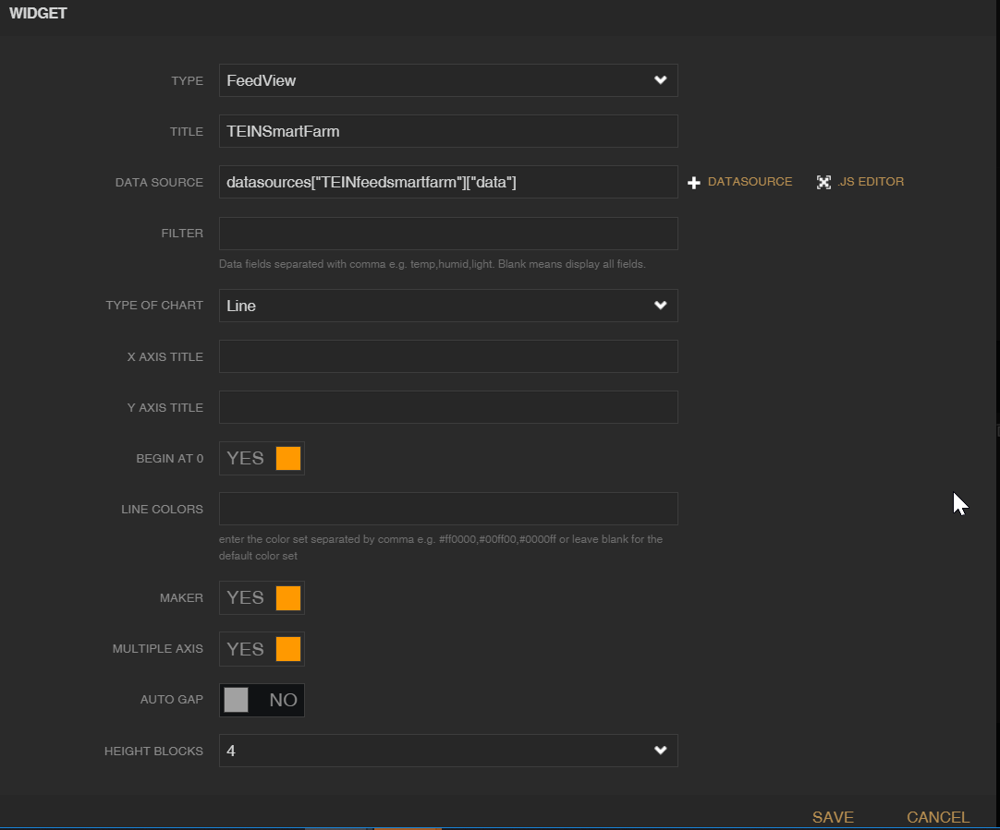 WIDGET
TYPE FeedView
TITLE TEINSmartFarm
DATA SOURCE datasources["TEINfeedsmartfarm"]["data"] DATASOURCE .JS EDITOR
FILTER
Data fields separated with comma e.g. temp,humid,light. Blank means display all fields.
TYPE OF CHART Line
X AXIS TITLE
Y AXIS TITLE
BEGIN AT 0 YES
LINE COLORS
enter the color set separated by comma e.g. #ff0000,#00ff00,#0000ff or leave blank for the
default color set
MAKER YES
MULTIPLE AXIS YES
AUTO GAP NO
HEIGHT BLOCKS 4
SAVE CANCEL